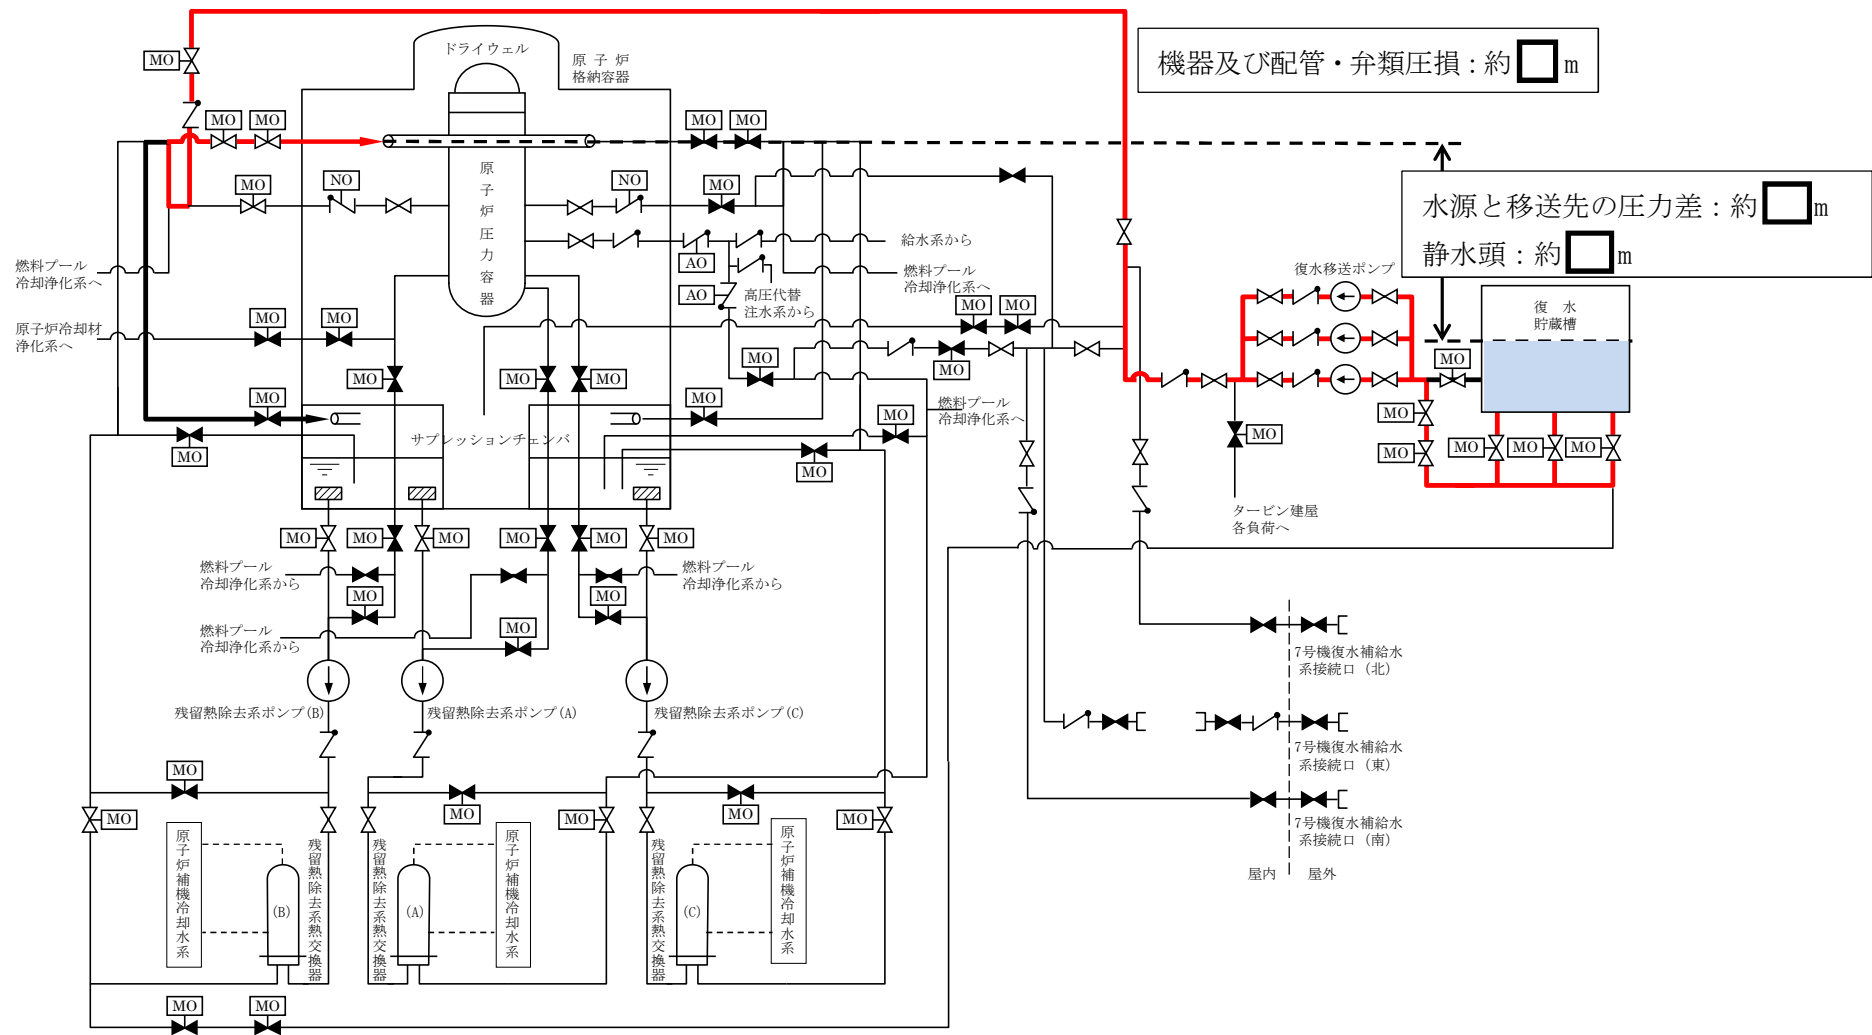 ドライウェル
原子炉
格納容器
機器及び配管・弁類圧損：約 m
MO
MO
MO
MO
MO
原子炉圧力容器
水源と移送先の圧力差：約 m
静水頭：約 m
MO
NO
NO
MO
給水系から
AO
燃料プール
冷却浄化系へ
燃料プール
冷却浄化系へ
復水移送ポンプ
AO
高圧代替
注水系から
復水
貯蔵槽
原子炉冷却材
浄化系へ
MO
MO
MO
MO
MO
MO
MO
MO
MO
MO
MO
MO
燃料プール
冷却浄化系へ
MO
MO
MO
MO
サプレッションチェンバ
MO
MO
MO
MO
MO
MO
MO
MO
タービン建屋
各負荷へ
MO
MO
MO
MO
MO
燃料プール
冷却浄化系から
燃料プール
冷却浄化系から
MO
MO
燃料プール
冷却浄化系から
MO
7号機復水補給水
系接続口（北）
残留熱除去系ポンプ(B)
残留熱除去系ポンプ(A)
残留熱除去系ポンプ(C)
7号機復水補給水
系接続口（東）
MO
MO
MO
MO
MO
MO
7号機復水補給水
系接続口（南）
屋内
屋外
原子炉補機冷却水系
(B)
残留熱除去系熱交換器
残留熱除去系熱交換器
(A)
原子炉補機冷却水系
残留熱除去系熱交換器
(C)
原子炉補機冷却水系
MO
MO